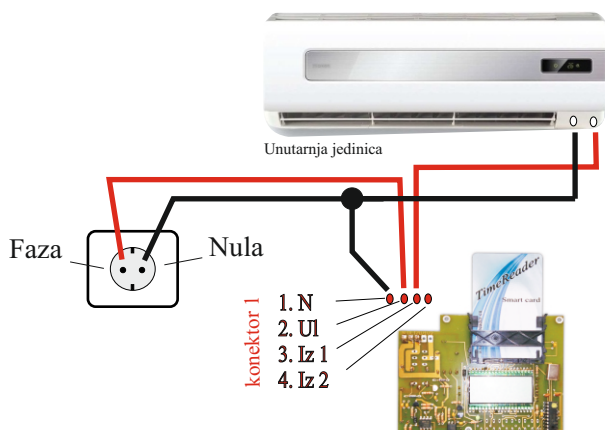 Unutarnja jedinica
Faza
Nula
konektor 1
1. N
2. Ul
3. Iz 1
4. Iz 2
TimeReader
Smart card